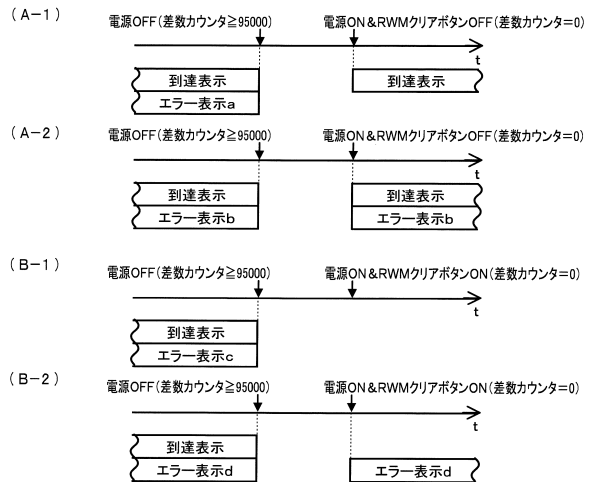 (A-1)
電源OFF(差数カウンタ≧95000)
電源ON&RWMクリアボタンOFF(差数カウンタ=0)
t
到達表示
到達表示
エラー表示a
(A-2)
電源OFF(差数カウンタ≧95000)
電源ON&RWMクリアボタンOFF(差数カウンタ=0)
t
到達表示
到達表示
エラー表示b
エラー表示b
(B-1)
電源OFF(差数カウンタ≧95000)
電源ON&RWMクリアボタンON(差数カウンタ=0)
t
到達表示
エラー表示c
(B-2)
電源OFF(差数カウンタ≧95000)
電源ON&RWMクリアボタンON(差数カウンタ=0)
t
到達表示
エラー表示d
エラー表示d